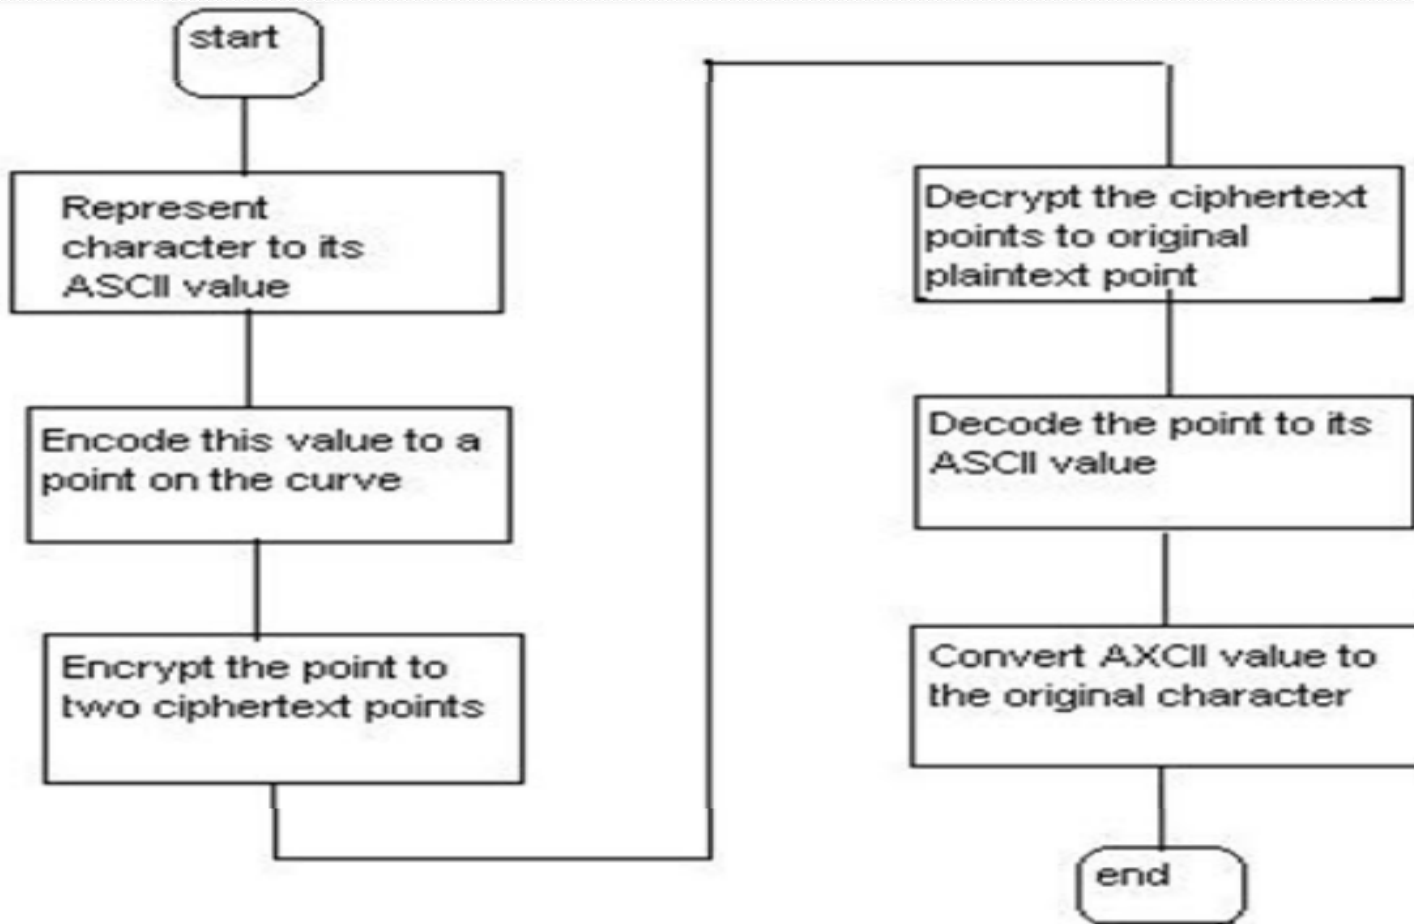 start
Represent
character to its
ASCII value
Encode this value to a
point on the curve
Encrypt the point to
two ciphertext points
Decrypt the ciphertext
points to original
plaintext point
Decode the point to its
ASCII value
Convert AXCII value to
the original character
end